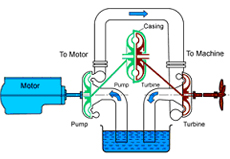 Casing
To Motor
To Machine
Motor
Pump
Turbine
Pump
Turbine